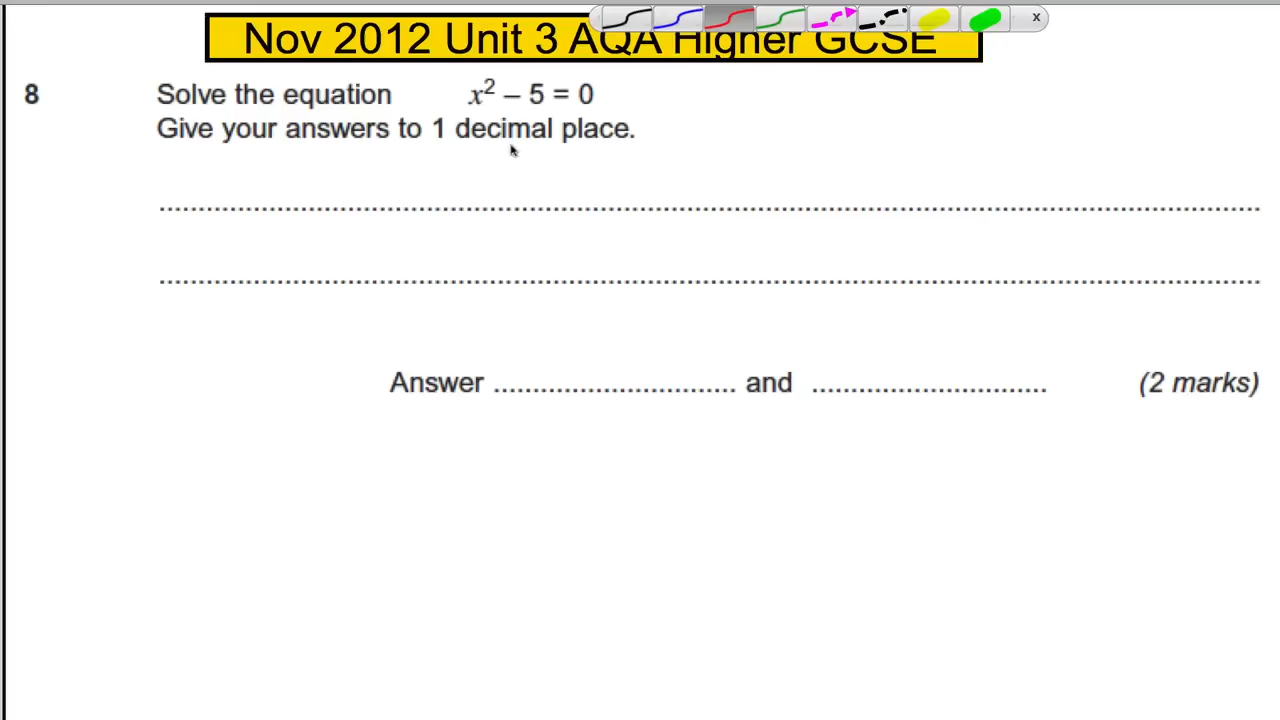 Nov 2012 Unit 3 AQA Higher GCSE
x
8 Solve the equation x² – 5 = 0
Give your answers to 1 decimal place.
................................................................................
................................................................................
Answer .............................. and .............................. (2 marks)